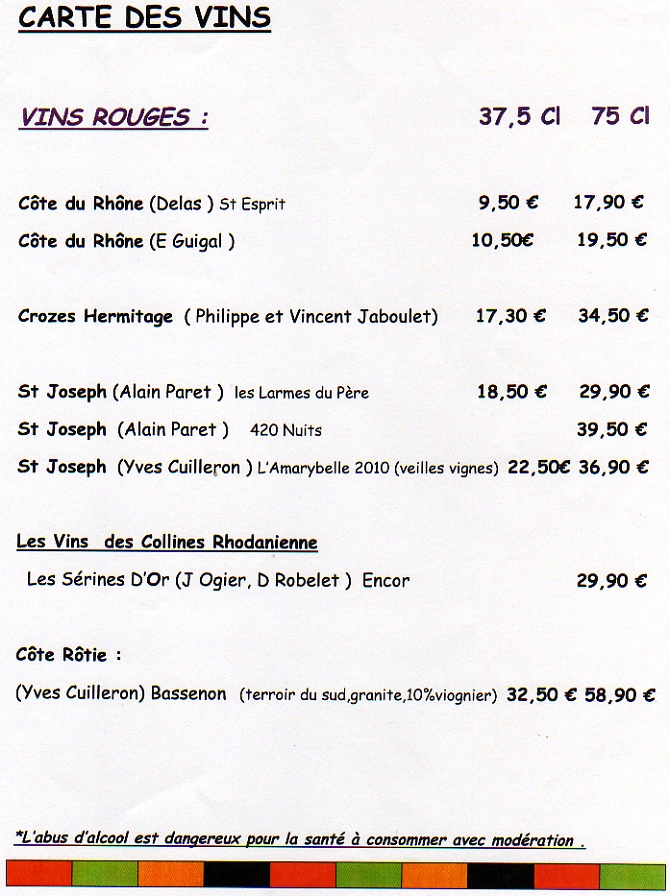 CARTE DES VINS
VINS ROUGES : 37,5 Cl 75 Cl
Côte du Rhône (Delas ) St Esprit 9,50 € 17,90 €
Côte du Rhône (E Guigal ) 10,50€ 19,50 €
Crozes Hermitage ( Philippe et Vincent Jaboulet) 17,30 € 34,50 €
St Joseph (Alain Paret ) les Larmes du Père 18,50 € 29,90 €
St Joseph (Alain Paret ) 420 Nuits 39,50 €
St Joseph (Yves Cuilleron ) L'Amarybelle 2010 (veilles vignes) 22,50€ 36,90 €
Les Vins des Collines Rhodanienne
Les Sérines D'Or (J Ogier, D Robelet ) Encor 29,90 €
Côte Rôtie :
(Yves Cuilleron) Bassenon (terroir du sud,granite,10%viognier) 32,50 € 58,90 €
*L'abus d'alcool est dangereux pour la santé à consommer avec modération .